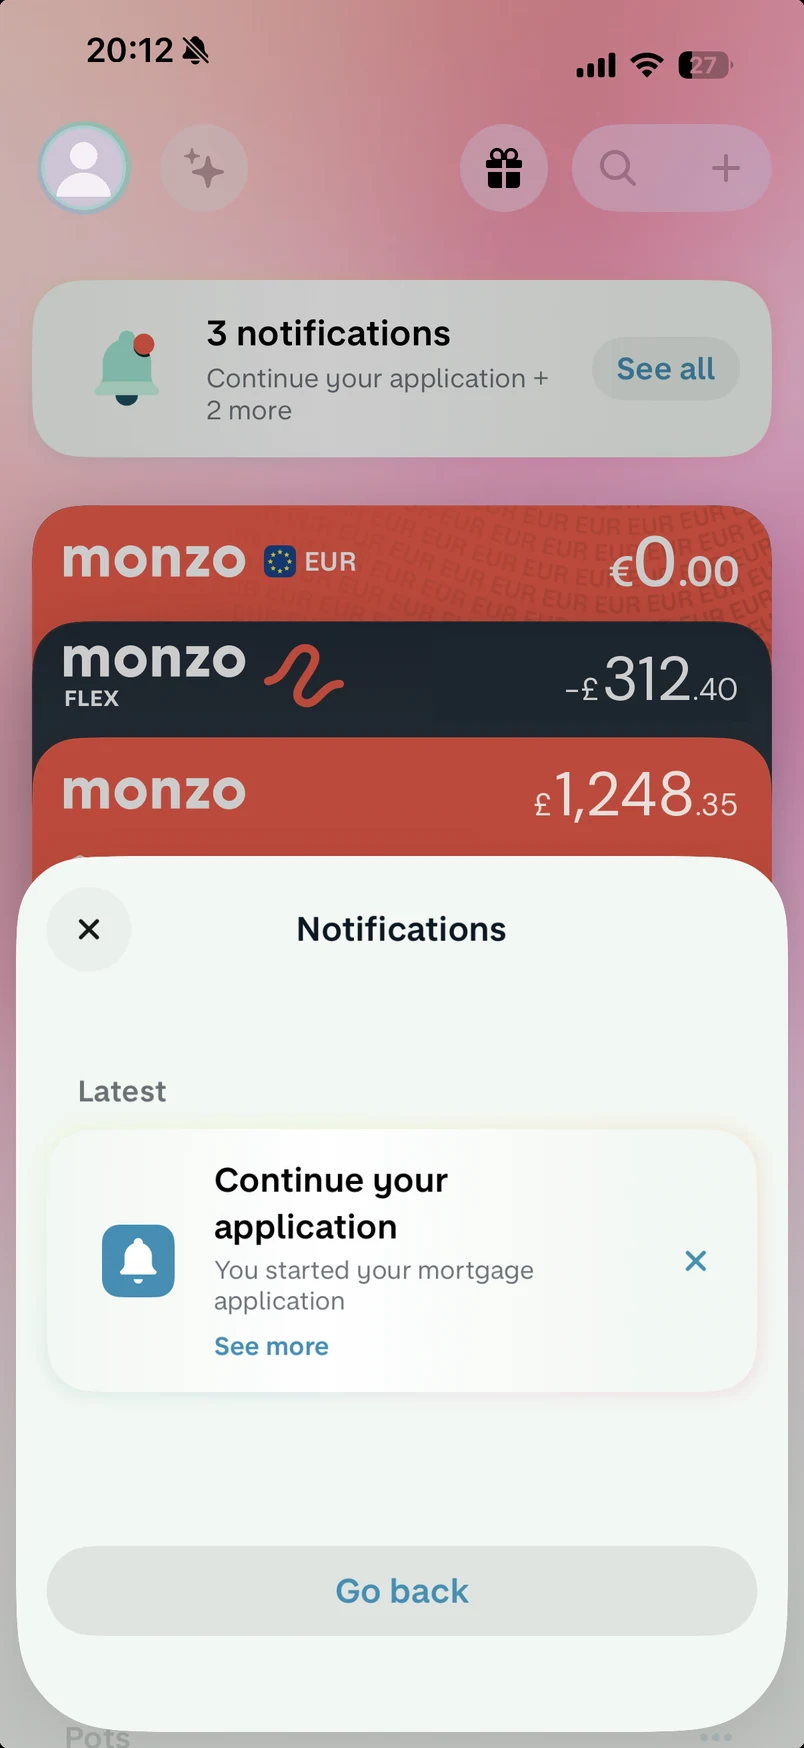 20:12
27
3 notifications
Continue your application +
2 more
See all
monzo EUR
€0.00
monzo
FLEX
-£312.40
monzo
£1,248.35
Notifications
Latest
Continue your
application
You started your mortgage
application
See more
Go back
Pots